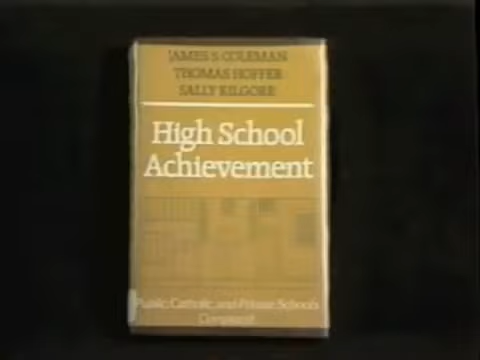 JAMES S. COLEMAN
THOMAS HOFFER
SALLY KILGORE
High School
Achievement
Public, Catholic, and Private Schools
Compared